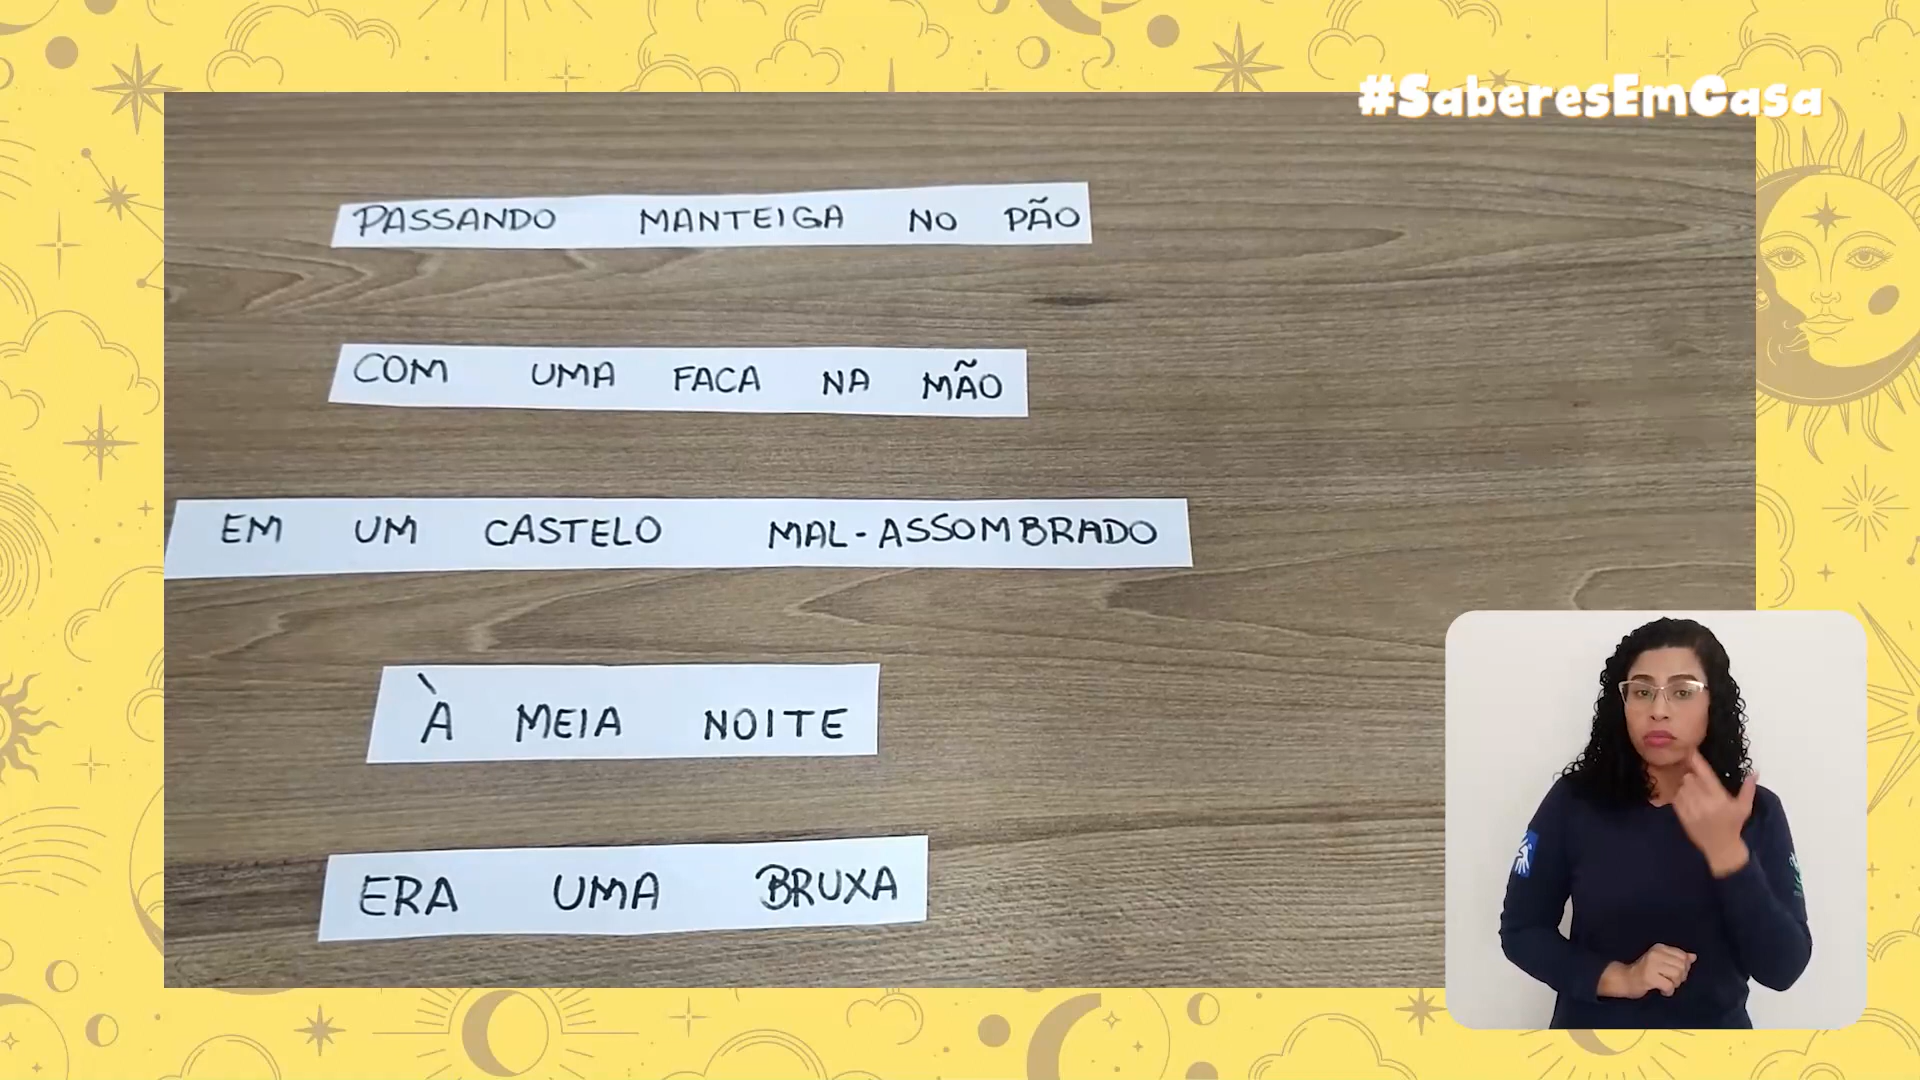 #SaberesEmCasa
PASSANDO MANTEIGA NO PÃO
COM UMA FACA NA MÃO
EM UM CASTELO MAL-ASSOMBRADO
À MEIA NOITE
ERA UMA BRUXA